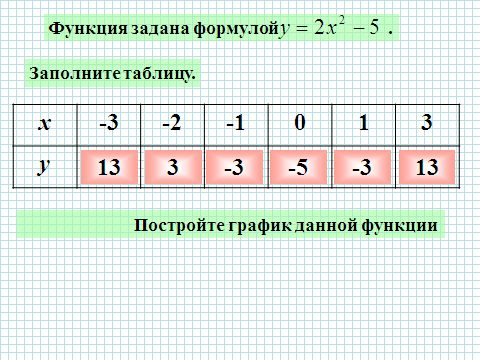 Функция задана формулой y = 2x² − 5 .
Заполните таблицу.
x -3 -2 -1 0 1 3
y 13 3 -3 -5 -3 13
Постройте график данной функции